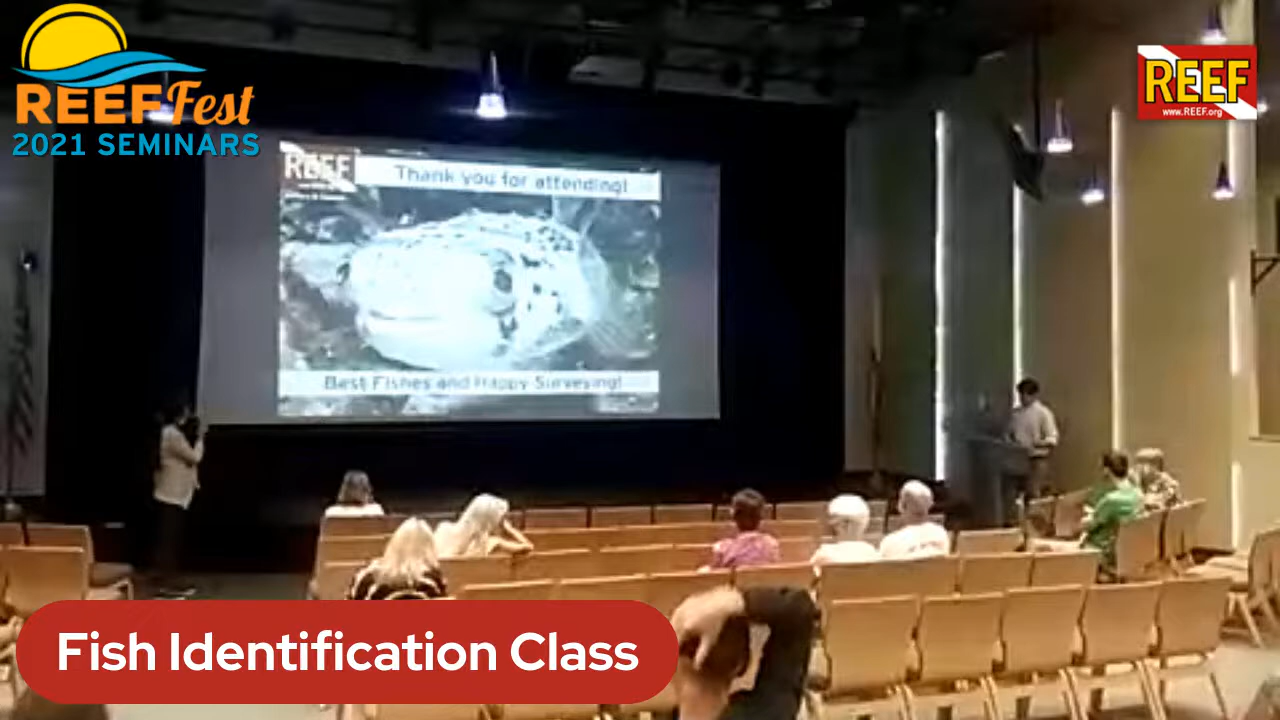 REEF Fest
2021 SEMINARS
REEF
www.REEF.org
REEF
Thank you for attending!
Best Fishes and Happy Surveying!
Fish Identification Class